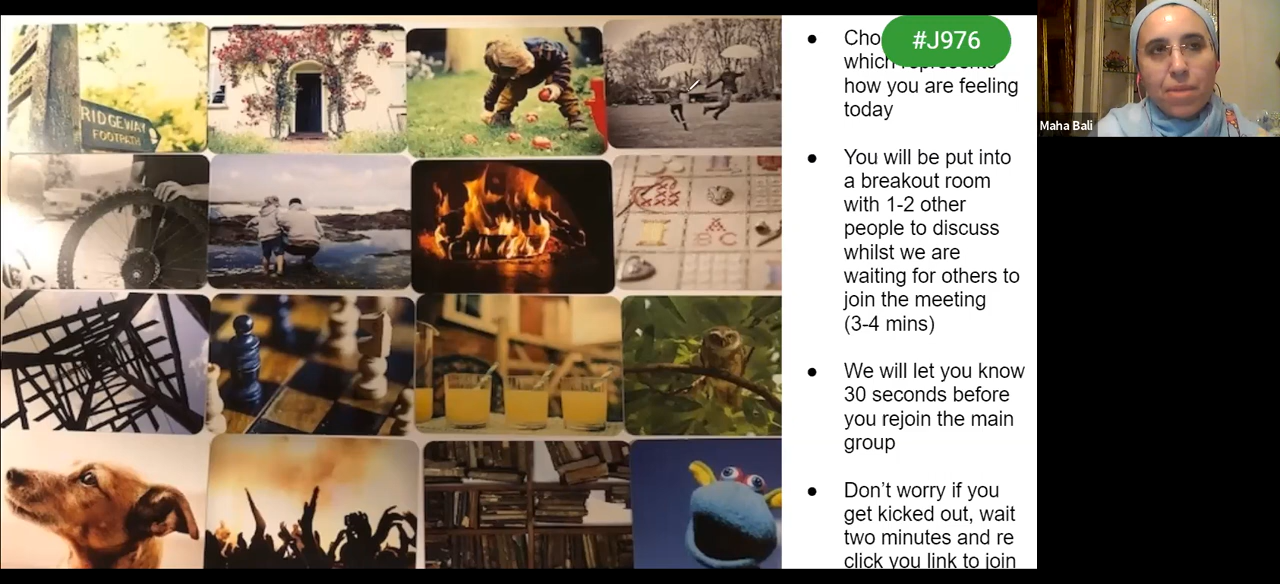 RIDGEWAY
FOOTPATH
ABC
#J976
• Cho
which represents
how you are feeling
today
• You will be put into
a breakout room
with 1-2 other
people to discuss
whilst we are
waiting for others to
join the meeting
(3-4 mins)
• We will let you know
30 seconds before
you rejoin the main
group
• Don’t worry if you
get kicked out, wait
two minutes and re
click you link to join
Maha Bali